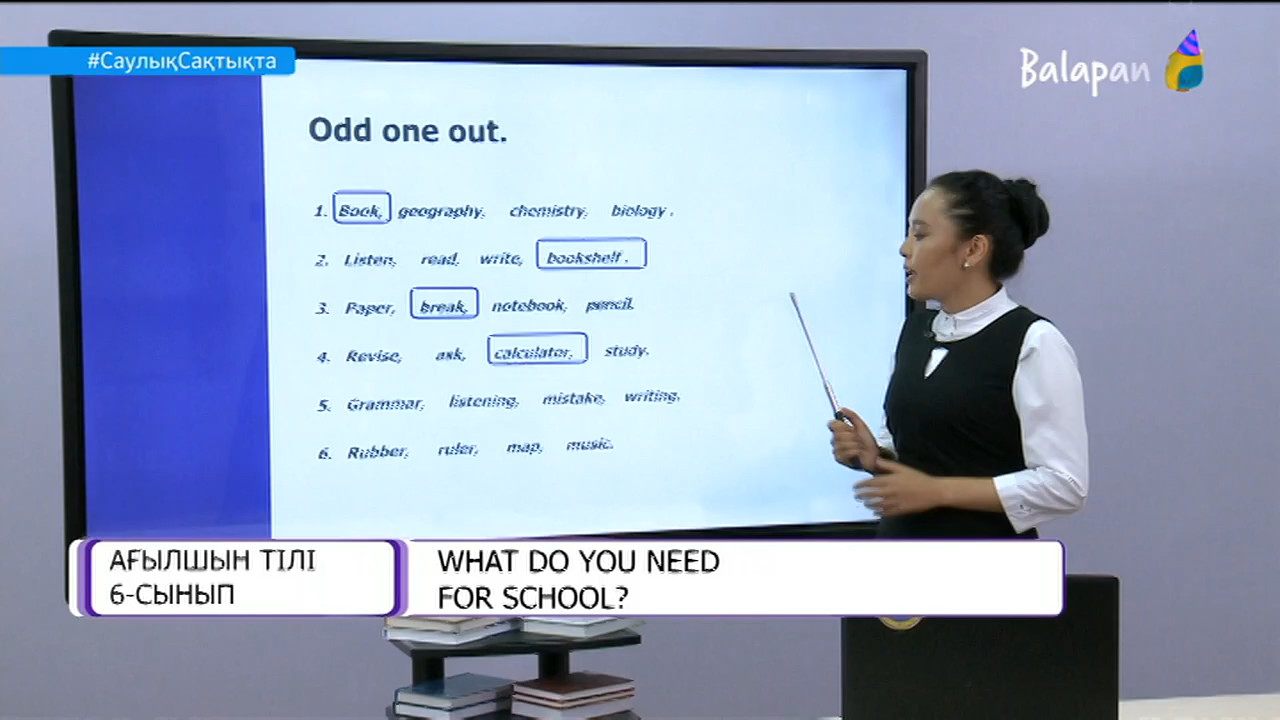 #СаулықСақтықта
Balapan
Odd one out.
1. Book, geography, chemistry, biology.
2. Listen, read, write, bookshelf.
3. Paper, break, notebook, pencil.
4. Revise, ask, calculator, study.
5. Grammar, listening, mistake, writing.
6. Rubber, ruler, map, music.
АҒЫЛШЫН ТІЛІ
6-СЫНЫП
WHAT DO YOU NEED
FOR SCHOOL?